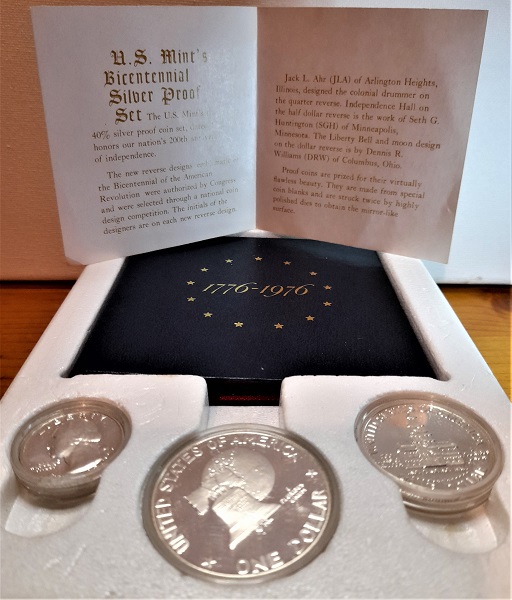 U.S. Mint's
Bicentennial
Silver Proof
Set The U.S. Mint's
40% silver proof coin set,
honors our nation's 200th
of independence.
The new reverse designs
the Bicentennial of the American
Revolution were authorized by Congress
and were selected through a national coin
design competition. The initials of the
designers are on each new reverse design.
Jack L. Ahr (JLA) of Arlington Heights,
Illinois, designed the colonial drummer on
the quarter reverse. Independence Hall on
the half dollar reverse is the work of Seth G.
Huntington (SGH) of Minneapolis,
Minnesota. The Liberty Bell and moon design
on the dollar reverse is by Dennis R.
Williams (DRW) of Columbus, Ohio.
Proof coins are prized for their virtually
flawless beauty. They are made from special
coin blanks and are struck twice by highly
polished dies to obtain the mirror-like
surface.
1776-1976
LIBERTY
UNITED STATES OF AMERICA
ONE DOLLAR